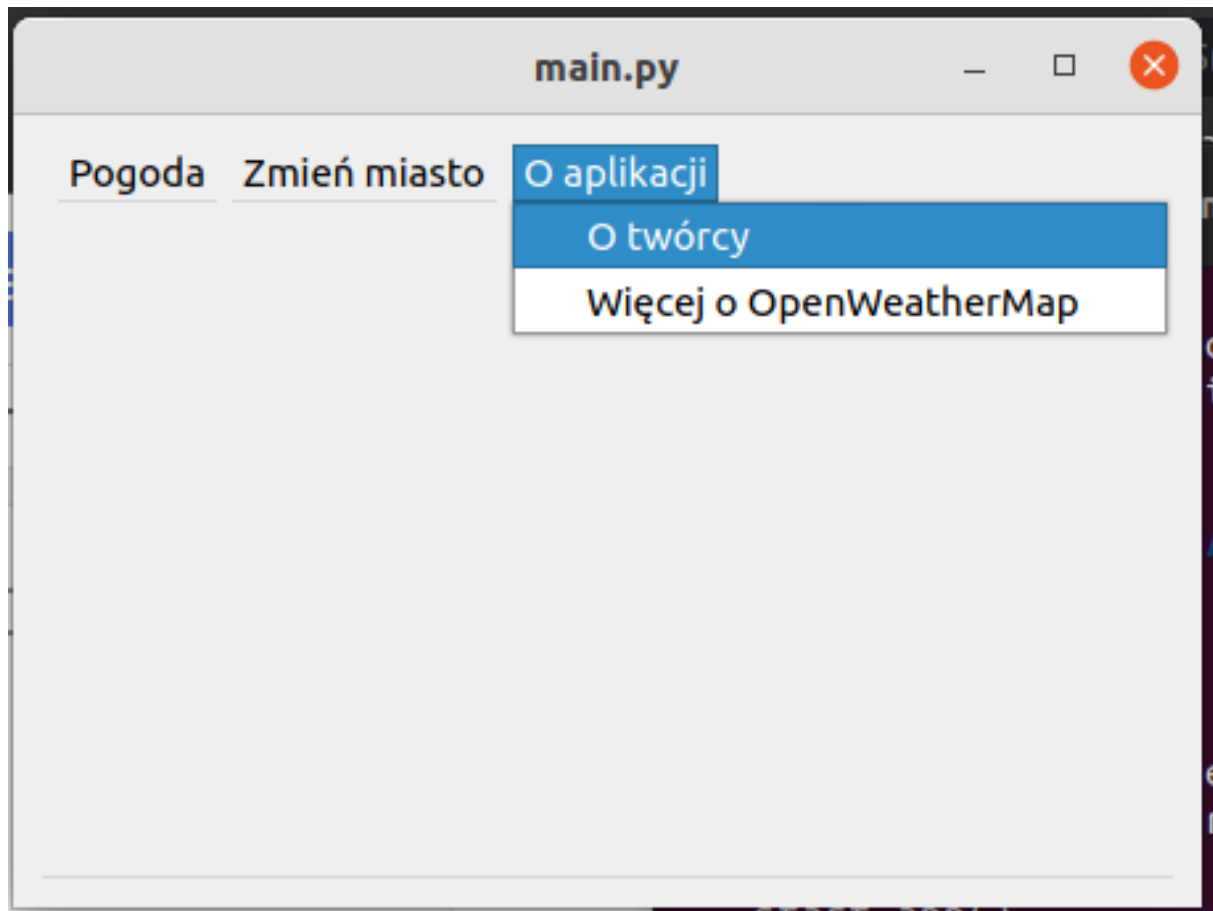 main.py
Pogoda Zmień miasto O aplikacji
O twórcy
Więcej o OpenWeatherMap